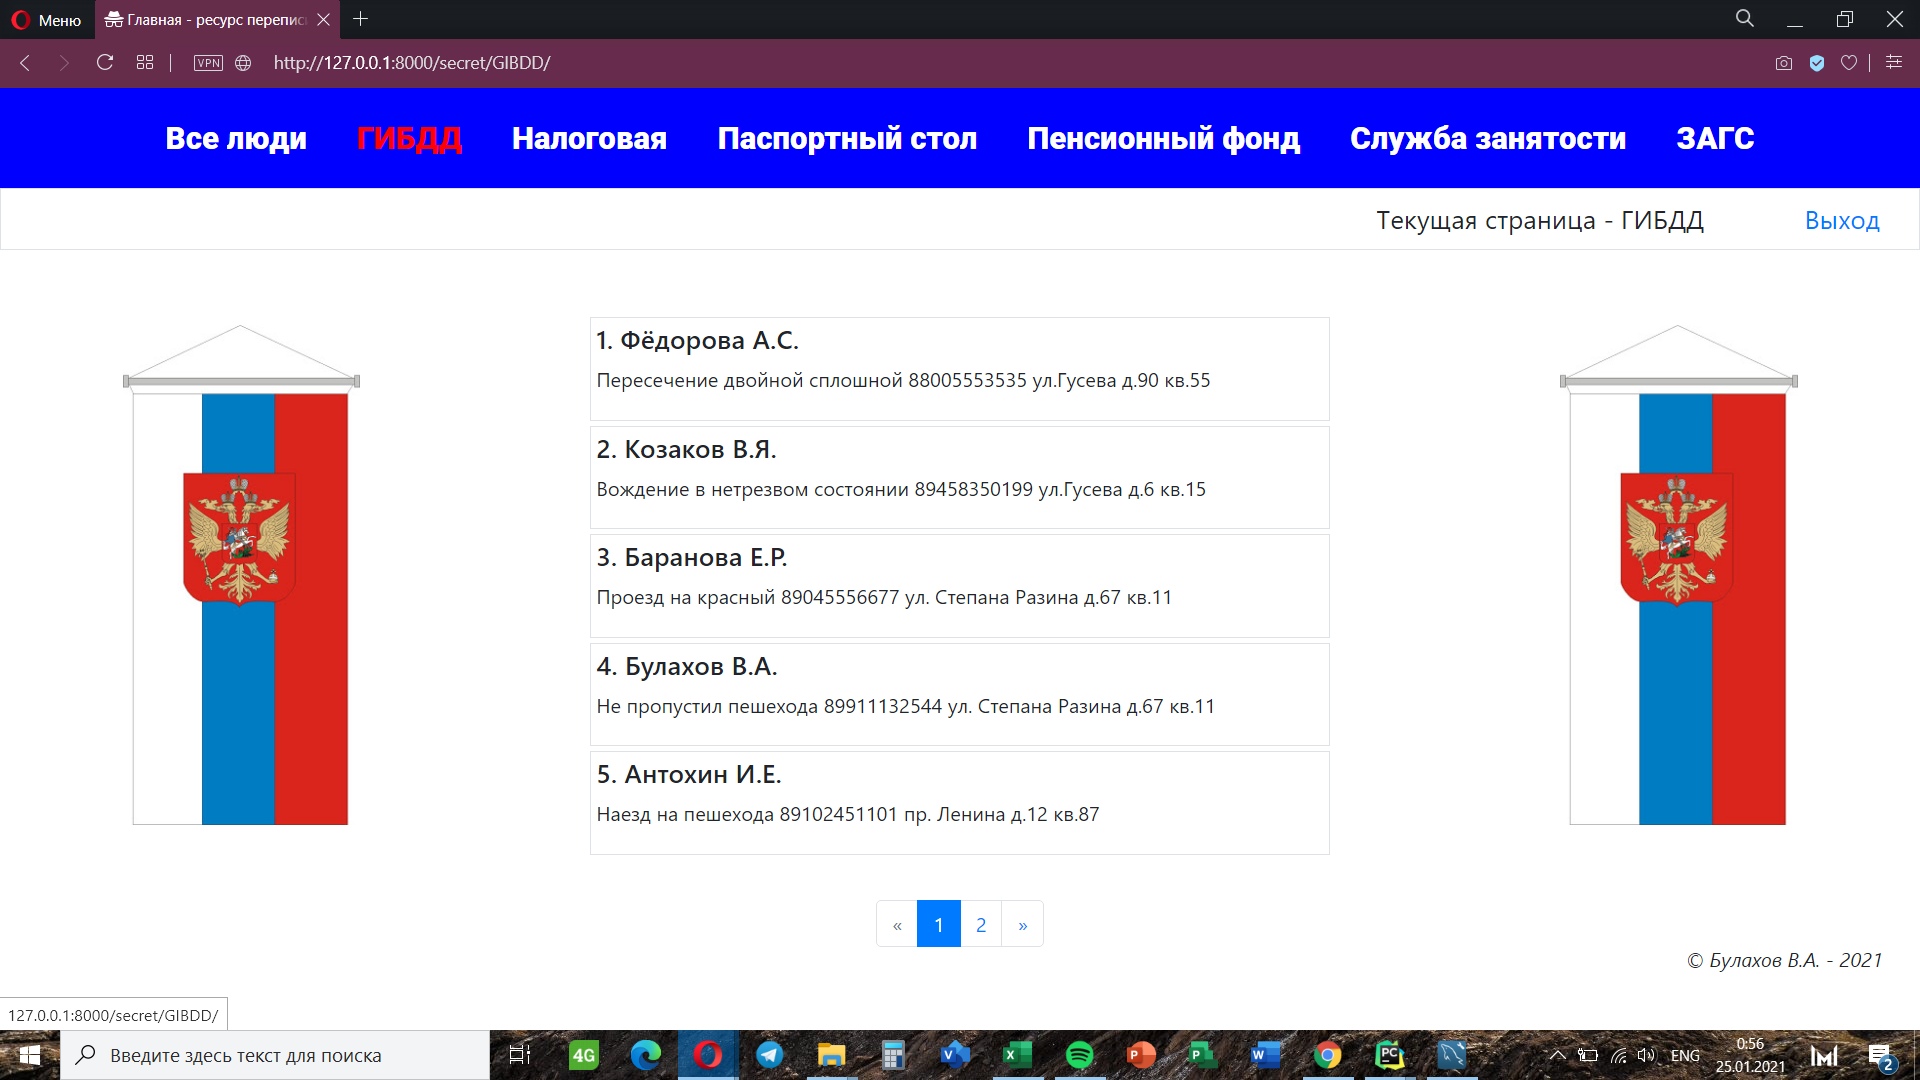 Меню
Главная - ресурс перепис
VPN
http://127.0.0.1:8000/secret/GIBDD/
Все люди ГИБДД Налоговая Паспортный стол Пенсионный фонд Служба занятости ЗАГС
Текущая страница - ГИБДД Выход
1. Фёдорова А.С.
Пересечение двойной сплошной 88005553535 ул.Гусева д.90 кв.55
2. Козаков В.Я.
Вождение в нетрезвом состоянии 89458350199 ул.Гусева д.6 кв.15
3. Баранова Е.Р.
Проезд на красный 89045556677 ул. Степана Разина д.67 кв.11
4. Булахов В.А.
Не пропустил пешехода 89911132544 ул. Степана Разина д.67 кв.11
5. Антохин И.Е.
Наезд на пешехода 89102451101 пр. Ленина д.12 кв.87
« 1 2 »
© Булахов В.А. - 2021
127.0.0.1:8000/secret/GIBDD/
Введите здесь текст для поиска
4G
ENG
0:56
25.01.2021
2